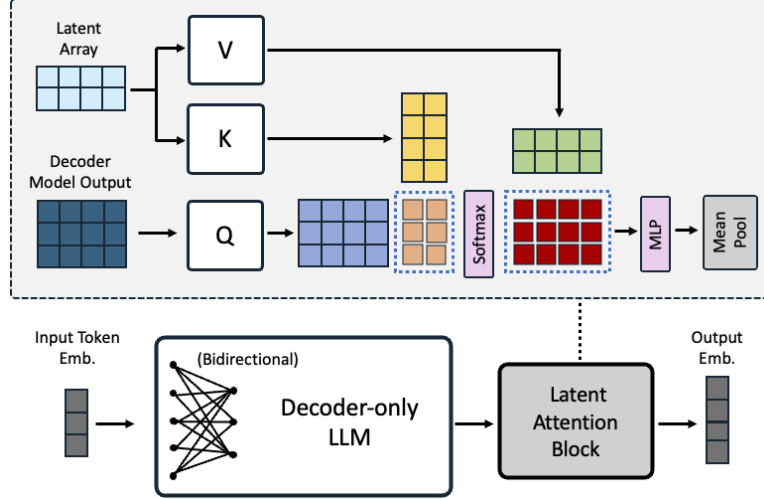 Latent
Array
V
K
Decoder
Model Output
Q
Softmax
MLP
Mean
Pool
Input Token
Emb.
(Bidirectional)
Decoder-only
LLM
Latent
Attention
Block
Output
Emb.